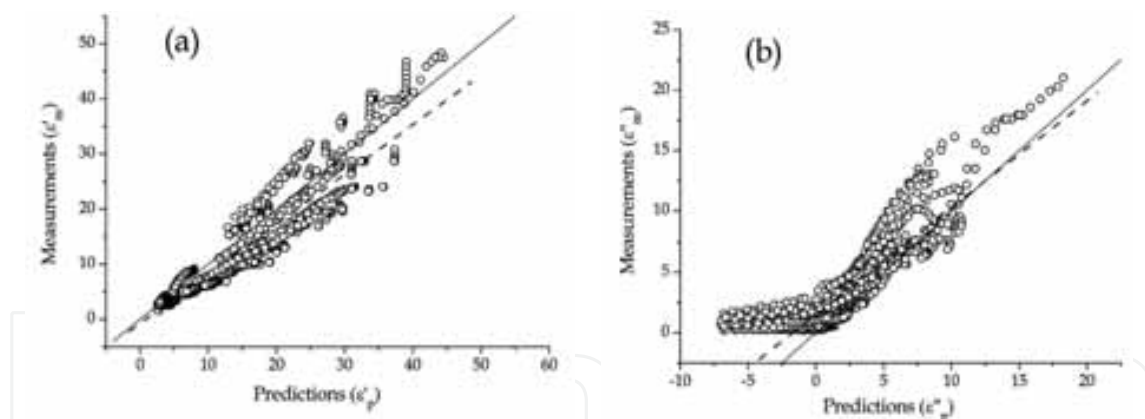 (a)
50
40
30
20
10
0
Measurements (ε'm)
0 10 20 30 40 50 60
Predictions (ε'p)
(b)
25
20
15
10
5
0
Measurements (ε"m)
-10 -5 0 5 10 15 20
Predictions (ε"p)